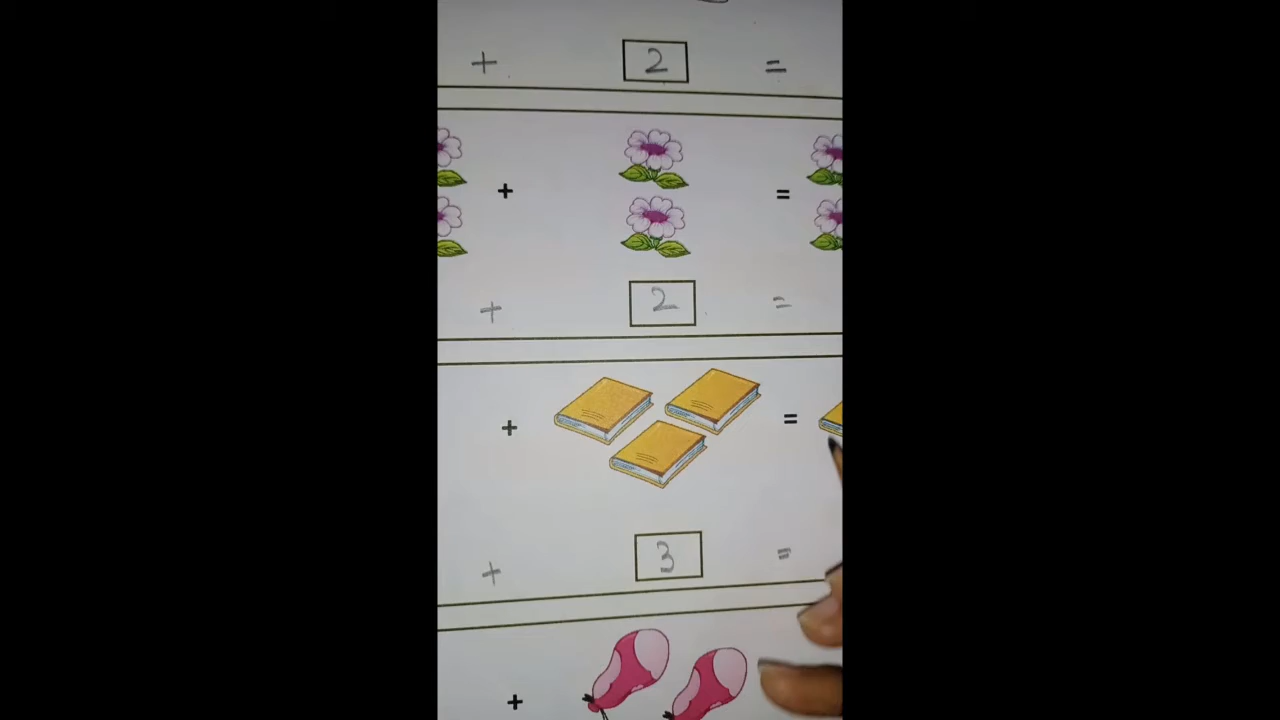 + 2 =
+ =
+ 2 =
+ =
+ 3 =
+